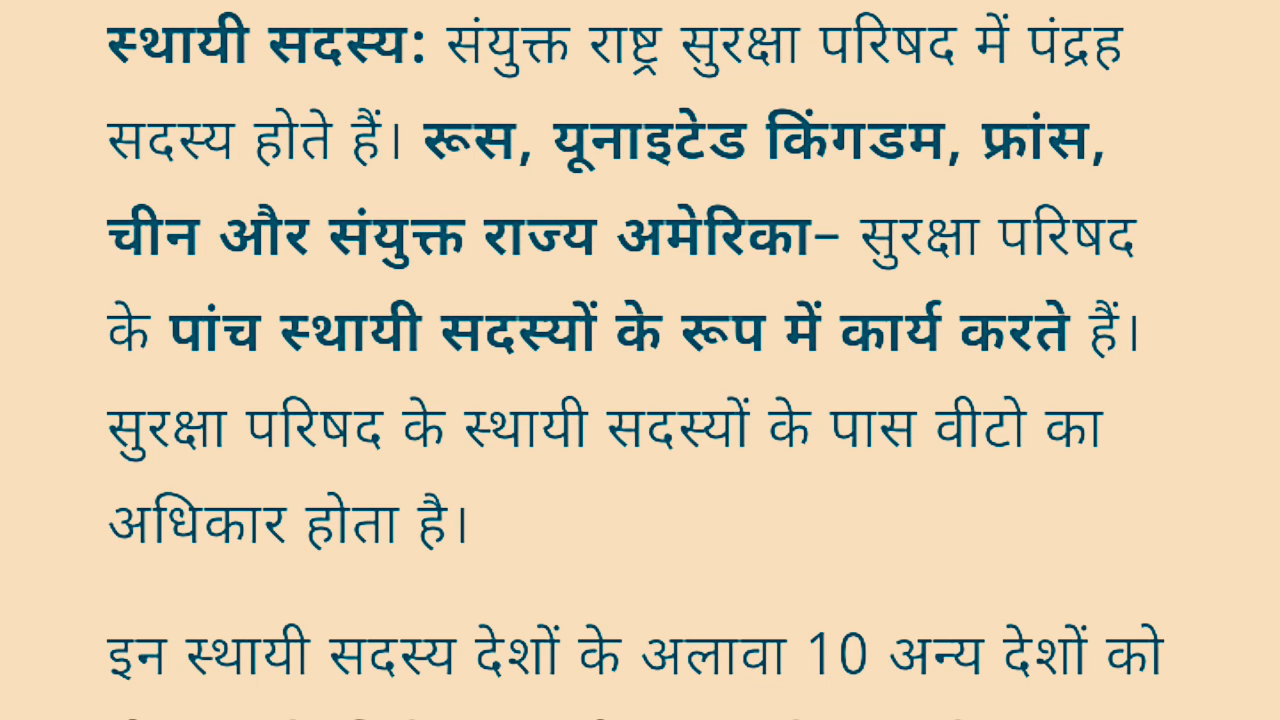 स्थायी सदस्य: संयुक्त राष्ट्र सुरक्षा परिषद में पंद्रह
सदस्य होते हैं। रूस, यूनाइटेड किंगडम, फ्रांस,
चीन और संयुक्त राज्य अमेरिका– सुरक्षा परिषद
के पांच स्थायी सदस्यों के रूप में कार्य करते हैं।
सुरक्षा परिषद के स्थायी सदस्यों के पास वीटो का
अधिकार होता है।
इन स्थायी सदस्य देशों के अलावा 10 अन्य देशों को